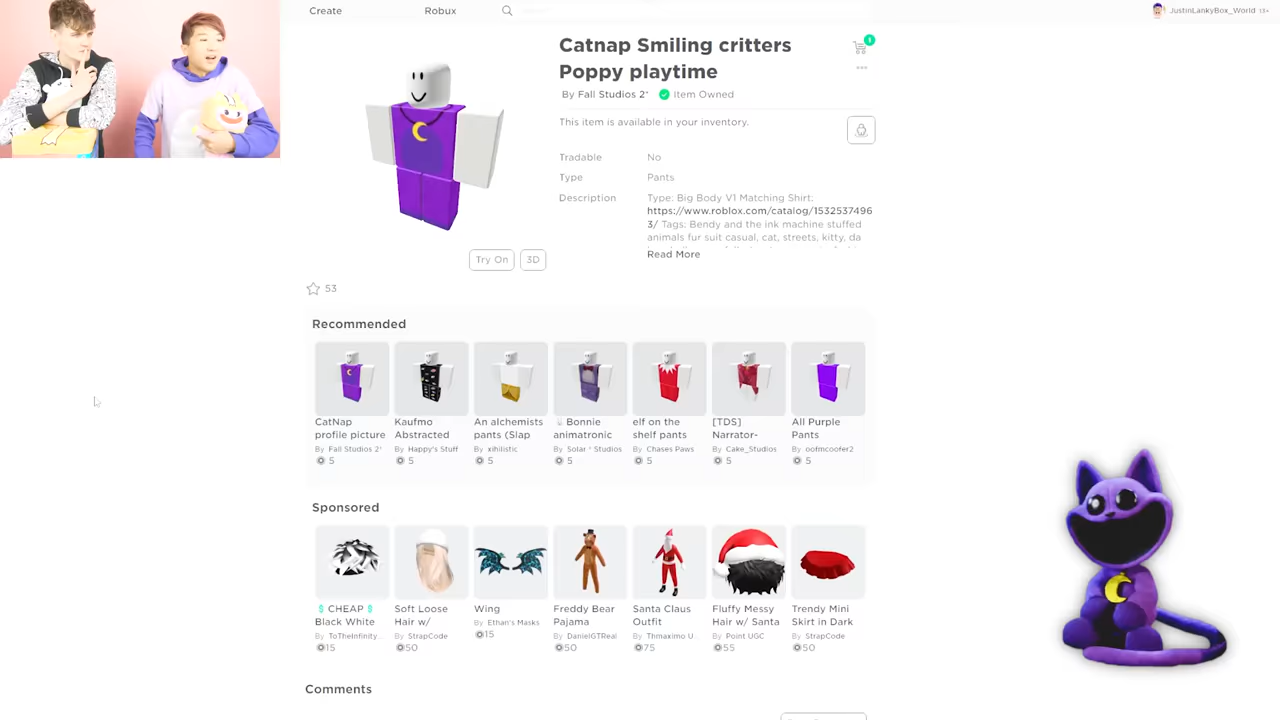 Create
Robux
JustinLankyBox_World 13+
Catnap Smiling critters
Poppy playtime
1
By Fall Studios 2* Item Owned
This item is available in your inventory.
Tradable No
Type Pants
Description Type: Big Body V1 Matching Shirt:
https://www.roblox.com/catalog/1532537496
3/ Tags: Bendy and the ink machine stuffed
animals fur suit casual, cat, streets, kitty, da
Read More
Try On 3D
53
Recommended
CatNap
profile picture
By Fall Studios 2*
5
Kaufmo
Abstracted
By Happy's Stuff
5
An alchemists
pants (Slap
By xihilistic
5
Bonnie
animatronic
By Solar * Studios
5
elf on the
shelf pants
By Chases Paws
5
[TDS]
Narrator-
By Cake_Studios
5
All Purple
Pants
By oofmcoofer2
5
Sponsored
CHEAP
Black White
By ToTheInfinity..
15
Soft Loose
Hair w/
By StrapCode
50
Wing
By Ethan's Masks
15
Freddy Bear
Pajama
By DanielGTReal
50
Santa Claus
Outfit
By Thmaximo U..
75
Fluffy Messy
Hair w/ Santa
By Point UGC
55
Trendy Mini
Skirt in Dark
By StrapCode
50
Comments